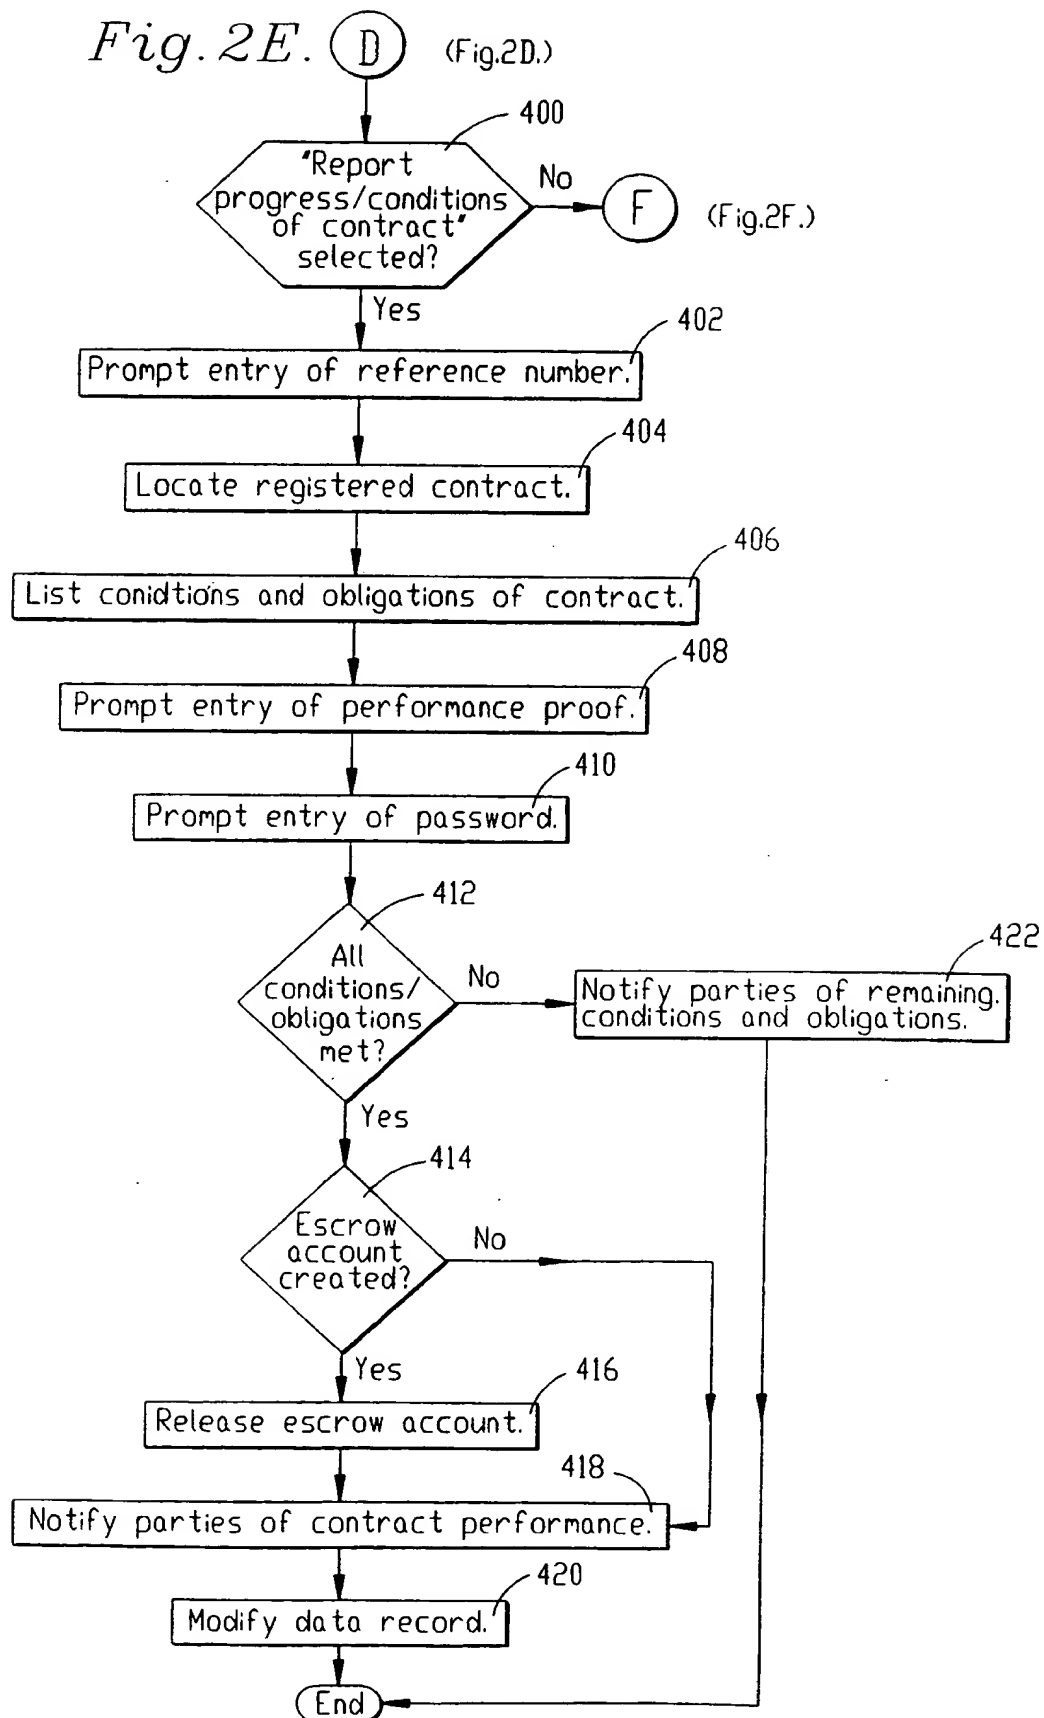 Fig. 2E. D (Fig.2D.)
400
"Report
progress/conditions
of contract"
selected?
No
F
(Fig.2F.)
Yes
402
Prompt entry of reference number.
404
Locate registered contract.
406
List conidtions and obligations of contract.
408
Prompt entry of performance proof.
410
Prompt entry of password.
412
All
conditions/
obligations
met?
No
422
Notify parties of remaining.
conditions and obligations.
Yes
414
Escrow
account
created?
No
Yes
416
Release escrow account.
418
Notify parties of contract performance.
420
Modify data record.
End